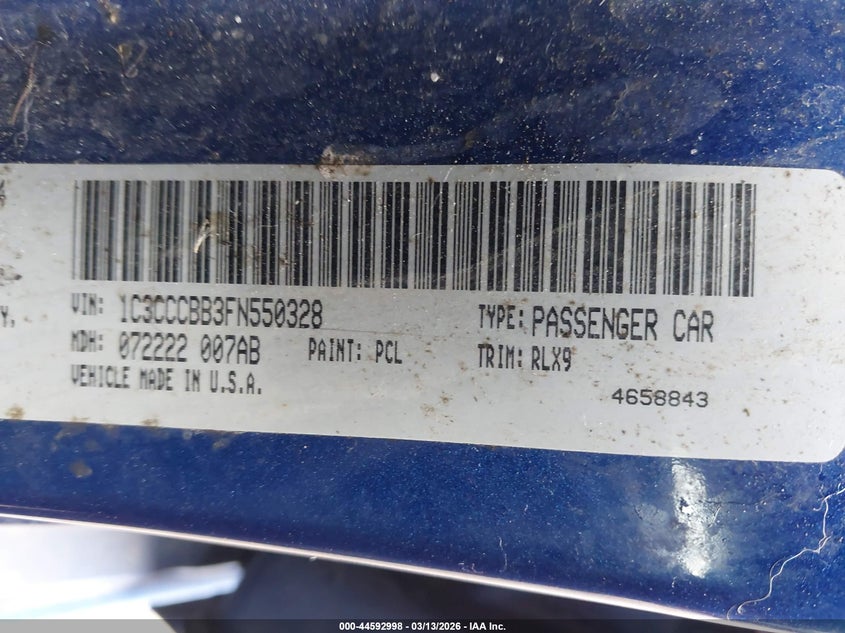 Y,
VIN: 1C3CCCBB3FN550328 TYPE: PASSENGER CAR
MDH: 072222 007AB PAINT: PCL TRIM: RLX9
VEHICLE MADE IN U.S.A. 4658843
000-44592998 - 03/13/2026 - IAA Inc.